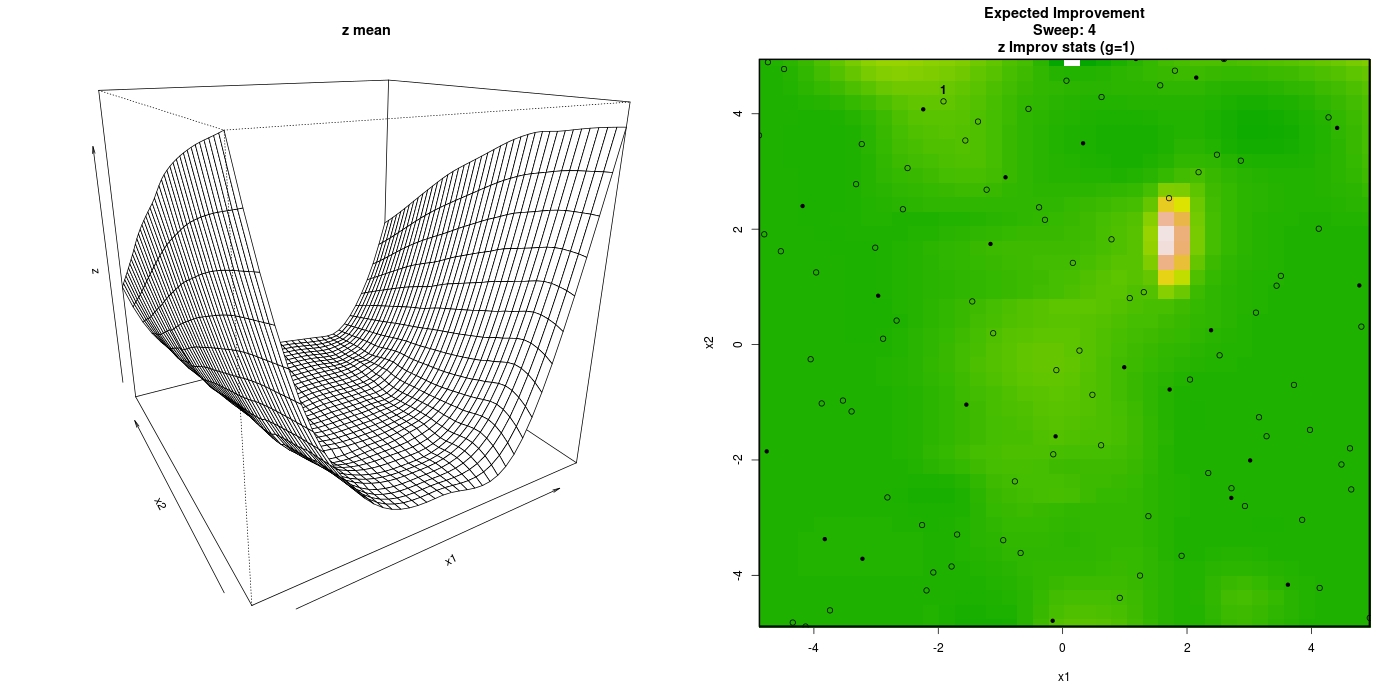 z mean
z
x2
x1
Expected Improvement
Sweep: 4
z Improv stats (g=1)
1
x2
4
2
0
-2
-4
-4 -2 0 2 4
x1